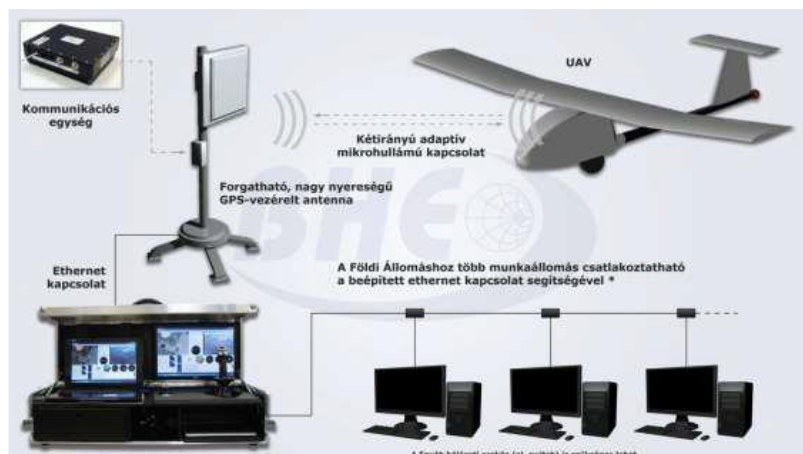 Kommunikációs
egység
UAV
Kétirányú adaptív
mikrohullámú kapcsolat
Forgatható, nagy nyereségű
GPS-vezérelt antenna
BHE
Ethernet
kapcsolat
A Földi Állomáshoz több munkaállomás csatlakoztatható
a beépített ethernet kapcsolat segítségével *